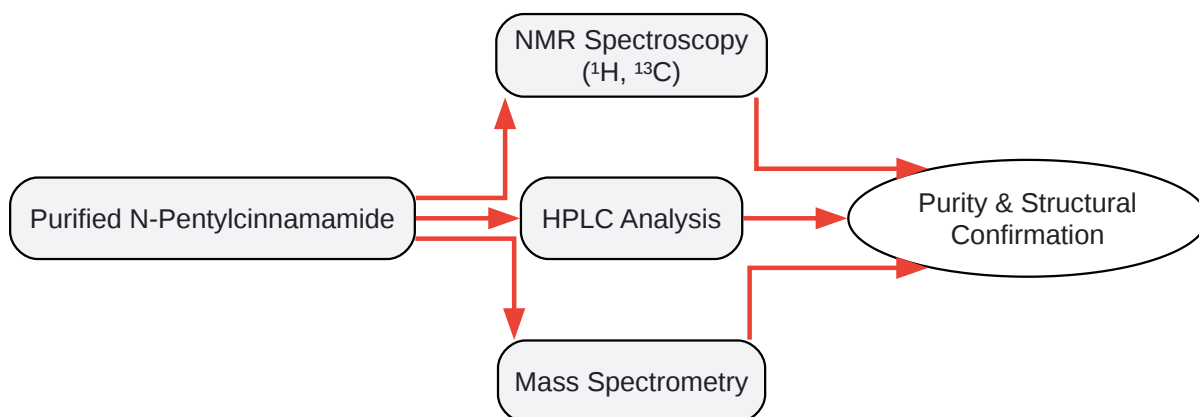 NMR Spectroscopy
(¹H, ¹³C)
Purified N-Pentylcinnamamide
HPLC Analysis
Purity & Structural
Confirmation
Mass Spectrometry